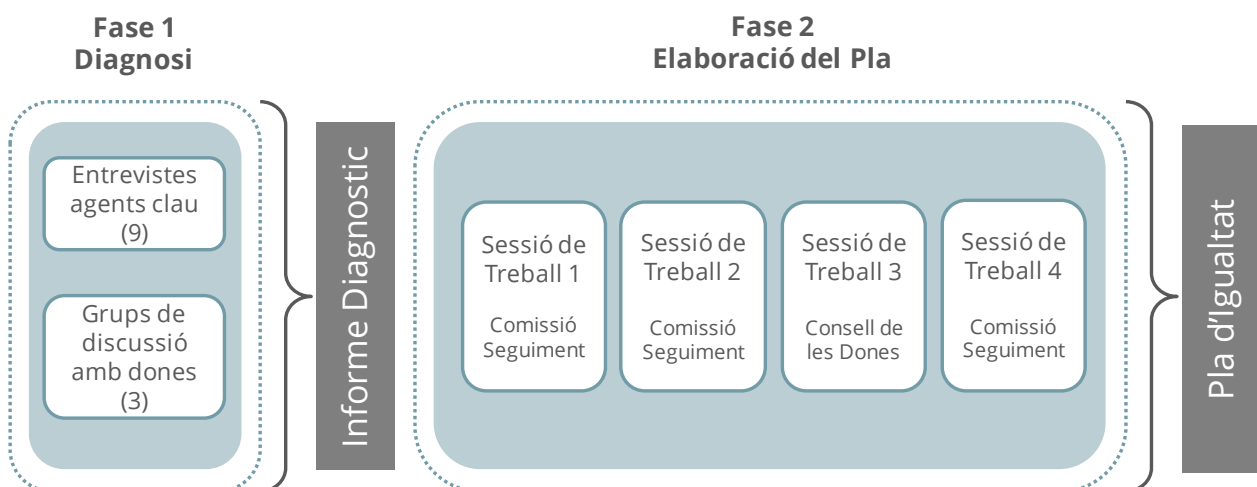 Fase 1
Diagnosi
Entrevistes
agents clau
(9)
Grups de
discussió
amb dones
(3)
Informe Diagnostic
Fase 2
Elaboració del Pla
Sessió de
Treball 1
Comissió
Seguiment
Sessió de
Treball 2
Comissió
Seguiment
Sessió de
Treball 3
Consell de
les Dones
Sessió de
Treball 4
Comissió
Seguiment
Pla d’Igualtat